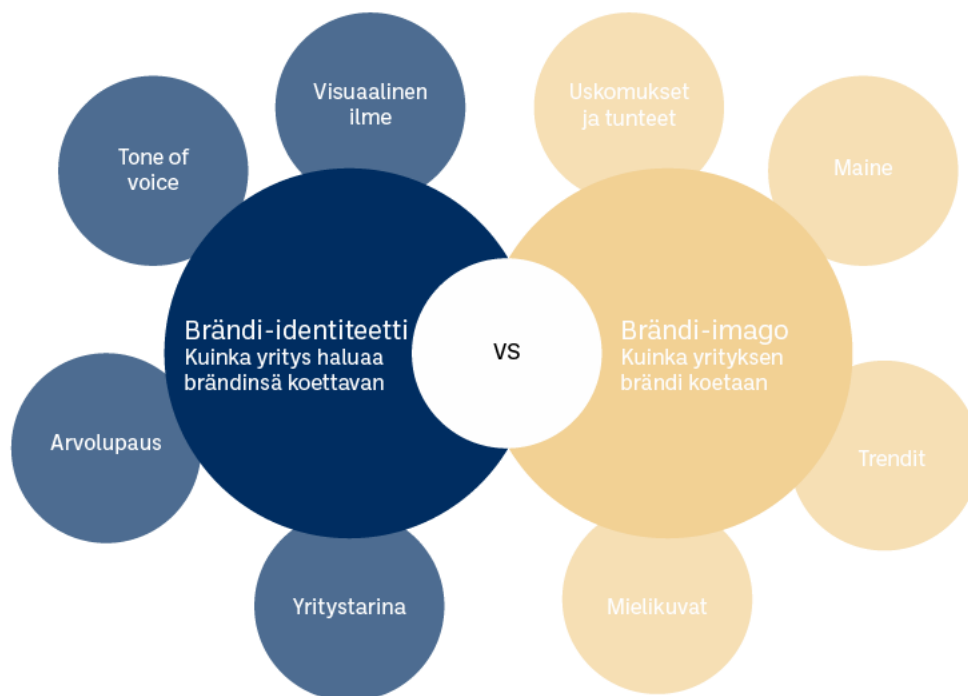 Visuaalinen
ilme
Uskomukset
ja tunteet
Tone of
voice
Maine
Brändi-identiteetti
Kuinka yritys haluaa
brändinsä koettavan
VS
Brändi-imago
Kuinka yrityksen
brändi koetaan
Arvolupaus
Trendit
Yritystarina
Mielikuvat